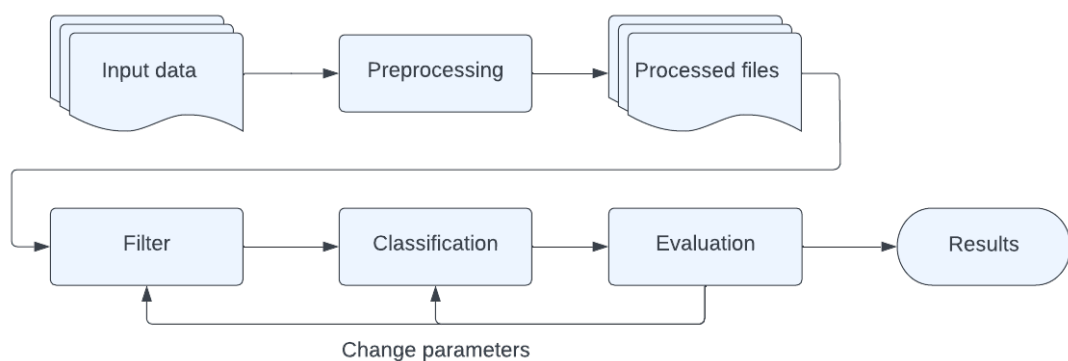 Input data
Preprocessing
Processed files
Filter
Classification
Evaluation
Results
Change parameters